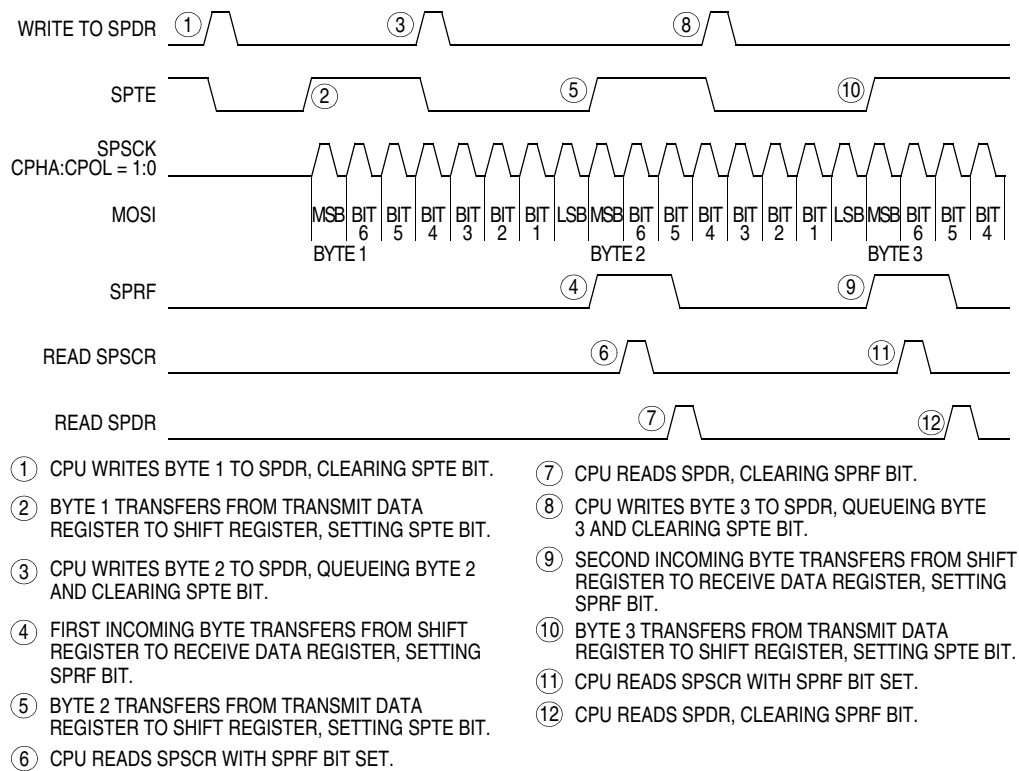 WRITE TO SPDR
1
3
8
SPTE
2
5
10
SPSCK
CPHA:CPOL = 1:0
MOSI
MSB BIT 6 BIT 5 BIT 4 BIT 3 BIT 2 BIT 1 LSB MSB BIT 6 BIT 5 BIT 4 BIT 3 BIT 2 BIT 1 LSB MSB BIT 6 BIT 5 BIT 4
BYTE 1
BYTE 2
BYTE 3
SPRF
4
9
READ SPSCR
6
11
READ SPDR
7
12
1 CPU WRITES BYTE 1 TO SPDR, CLEARING SPTE BIT.
2 BYTE 1 TRANSFERS FROM TRANSMIT DATA
REGISTER TO SHIFT REGISTER, SETTING SPTE BIT.
3 CPU WRITES BYTE 2 TO SPDR, QUEUEING BYTE 2
AND CLEARING SPTE BIT.
4 FIRST INCOMING BYTE TRANSFERS FROM SHIFT
REGISTER TO RECEIVE DATA REGISTER, SETTING
SPRF BIT.
5 BYTE 2 TRANSFERS FROM TRANSMIT DATA
REGISTER TO SHIFT REGISTER, SETTING SPTE BIT.
6 CPU READS SPSCR WITH SPRF BIT SET.
7 CPU READS SPDR, CLEARING SPRF BIT.
8 CPU WRITES BYTE 3 TO SPDR, QUEUEING BYTE
3 AND CLEARING SPTE BIT.
9 SECOND INCOMING BYTE TRANSFERS FROM SHIFT
REGISTER TO RECEIVE DATA REGISTER, SETTING
SPRF BIT.
10 BYTE 3 TRANSFERS FROM TRANSMIT DATA
REGISTER TO SHIFT REGISTER, SETTING SPTE BIT.
11 CPU READS SPSCR WITH SPRF BIT SET.
12 CPU READS SPDR, CLEARING SPRF BIT.